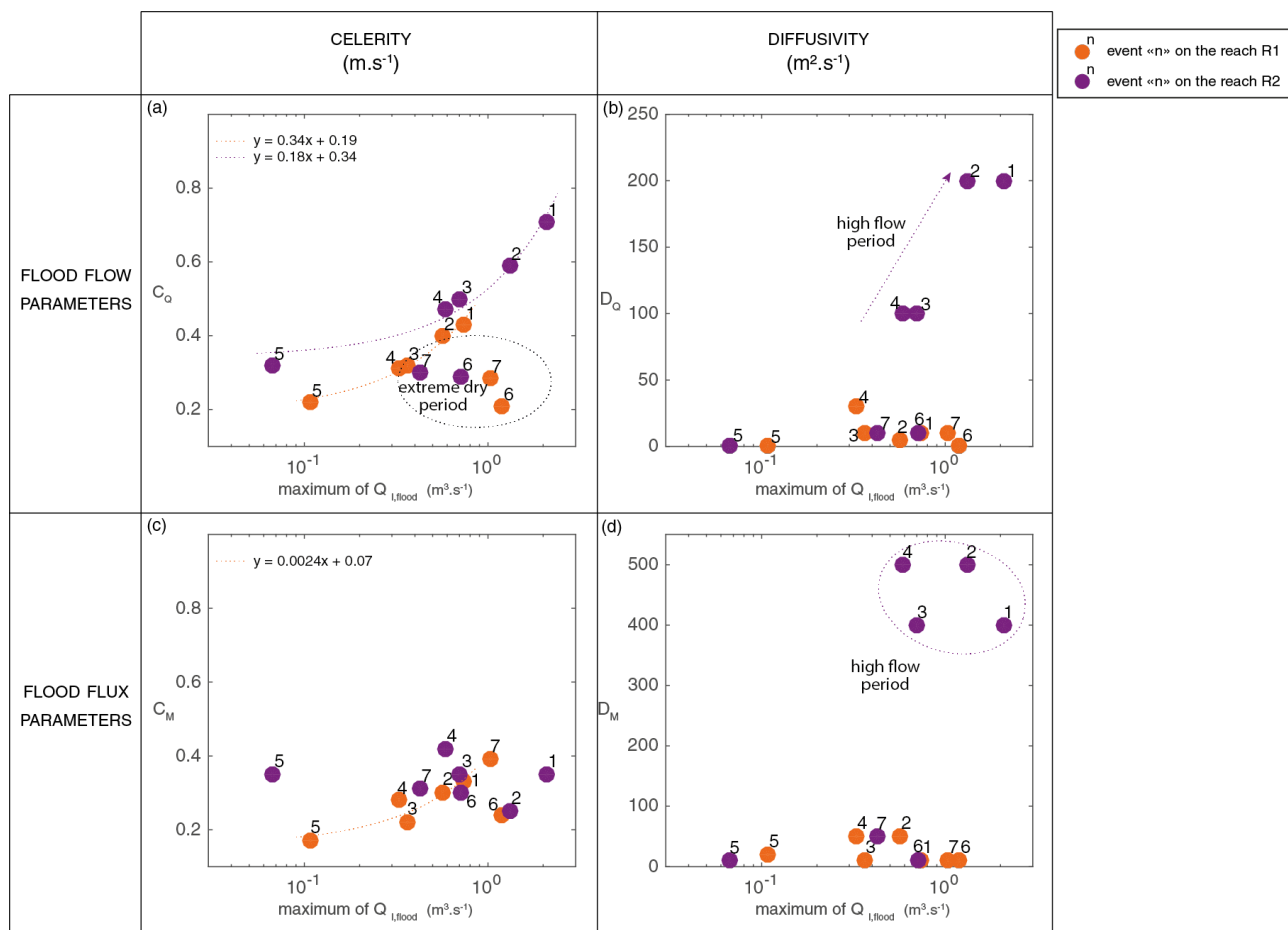 CELERITY
(m.s⁻¹)
DIFFUSIVITY
(m².s⁻¹)
n
event «n» on the reach R1
n
event «n» on the reach R2
FLOOD FLOW
PARAMETERS
(a)
y = 0.34x + 0.19
y = 0.18x + 0.34
0.8
0.6
0.4
0.2
C_Q
1
2
3
4
1
2
5
4
3
7
6
7
5
6
extreme dry
period
10⁻¹
10⁰
maximum of Q I,flood (m³.s⁻¹)
(b)
250
200
150
100
50
0
D_Q
2
1
high flow
period
4
3
4
5
5
3
7
2
6
1
7
6
10⁻¹
10⁰
maximum of Q I,flood (m³.s⁻¹)
FLOOD FLUX
PARAMETERS
(c)
y = 0.0024x + 0.07
0.8
0.6
0.4
0.2
C_M
5
4
7
3
1
7
2
1
4
6
6
2
3
5
10⁻¹
10⁰
maximum of Q I,flood (m³.s⁻¹)
(d)
500
400
300
200
100
50
0
D_M
4
2
3
1
high flow
period
4
7
2
5
5
3
6
1
7
6
10⁻¹
10⁰
maximum of Q I,flood (m³.s⁻¹)